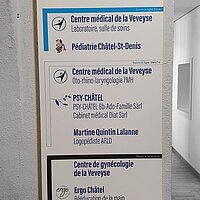 Centre médical de la Veveyse
Laboratoire, salle de soins
Pédiatrie Châtel-St-Denis
Centre médical de la Veveyse
Oto-rhino-laryngologie FMH
PSY-CHÂTEL
PSY-CHÂTEL Bb-Ado-Famille Sàrl
Cabinet médical Diat Sàrl
Martine Quintin Lalanne
Logopédiste ARLD
Centre de gynécologie
de la Veveyse
ergo
Ergo Châtel
Rééducation de la main